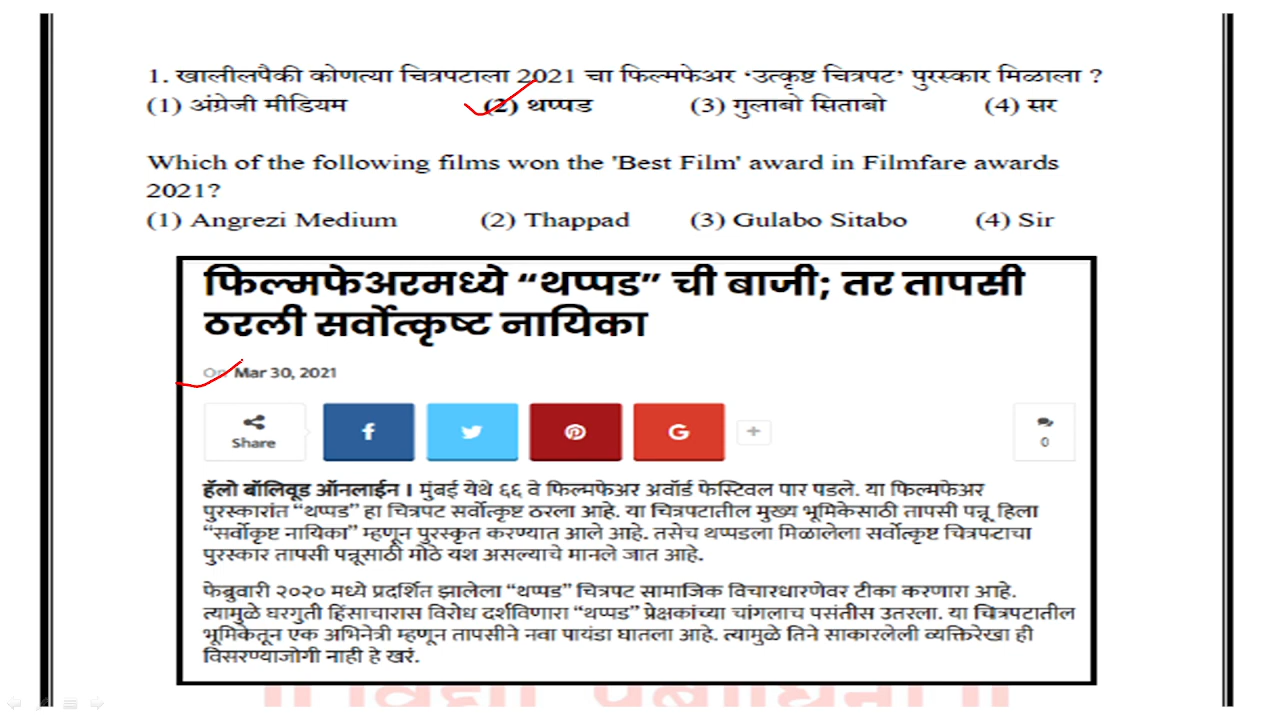 1. खालीलपैकी कोणत्या चित्रपटाला 2021 चा फिल्मफेअर ‘उत्कृष्ट चित्रपट’ पुरस्कार मिळाला ?
(1) अंग्रेजी मीडियम (2) थप्पड (3) गुलाबो सिताबो (4) सर
Which of the following films won the 'Best Film' award in Filmfare awards
2021?
(1) Angrezi Medium (2) Thappad (3) Gulabo Sitabo (4) Sir
फिल्मफेअरमध्ये “थप्पड” ची बाजी; तर तापसी
ठरली सर्वोत्कृष्ट नायिका
On Mar 30, 2021
Share f G + 0
हॅलो बॉलिवूड ऑनलाईन । मुंबई येथे ६६ वे फिल्मफेअर अवॉर्ड फेस्टिवल पार पडले. या फिल्मफेअर
पुरस्कारांत “थप्पड” हा चित्रपट सर्वोत्कृष्ट ठरला आहे. या चित्रपटातील मुख्य भूमिकेसाठी तापसी पन्नू हिला
“सर्वोकृष्ट नायिका” म्हणून पुरस्कृत करण्यात आले आहे. तसेच थप्पडला मिळालेला सर्वोत्कृष्ट चित्रपटाचा
पुरस्कार तापसी पन्नूसाठी मोठे यश असल्याचे मानले जात आहे.
फेब्रुवारी २०२० मध्ये प्रदर्शित झालेला “थप्पड” चित्रपट सामाजिक विचारधारणेवर टीका करणारा आहे.
त्यामुळे घरगुती हिंसाचारास विरोध दर्शविणारा “थप्पड” प्रेक्षकांच्या चांगलाच पसंतीस उतरला. या चित्रपटातील
भूमिकेतून एक अभिनेत्री म्हणून तापसीने नवा पायंडा घातला आहे. त्यामुळे तिने साकारलेली व्यक्तिरेखा ही
विसरण्याजोगी नाही हे खरं.